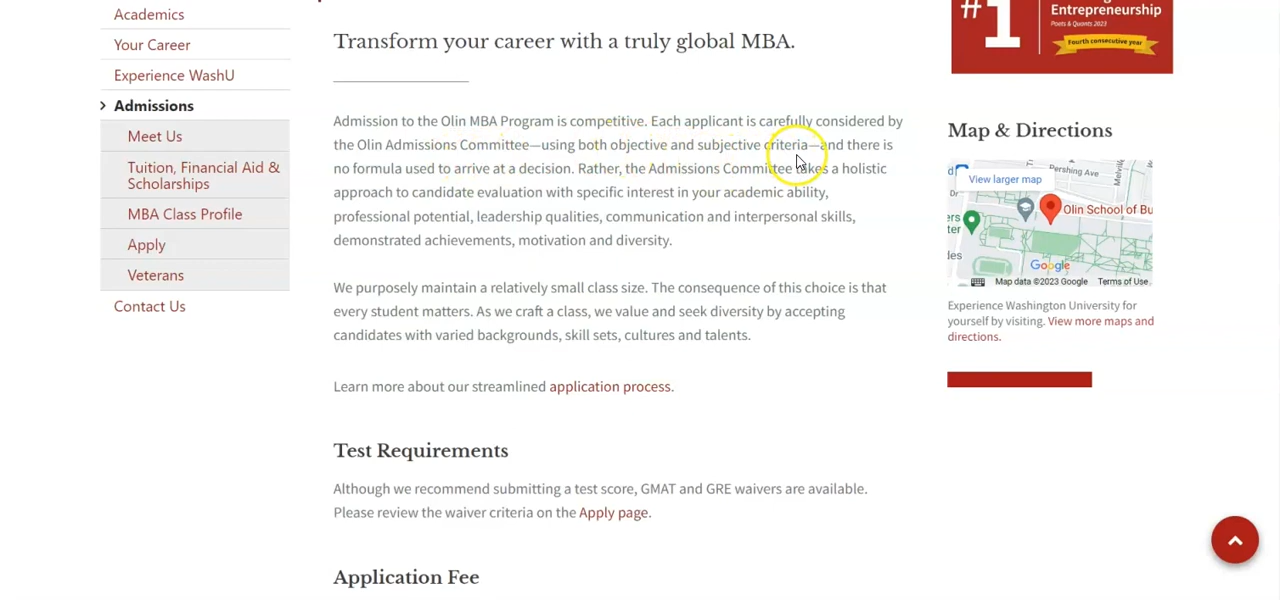 Academics
Your Career
Experience WashU
Admissions
Meet Us
Tuition, Financial Aid &
Scholarships
MBA Class Profile
Apply
Veterans
Contact Us
Transform your career with a truly global MBA.
Admission to the Olin MBA Program is competitive. Each applicant is carefully considered by
the Olin Admissions Committee—using both objective and subjective criteria—and there is
no formula used to arrive at a decision. Rather, the Admissions Committee takes a holistic
approach to candidate evaluation with specific interest in your academic ability,
professional potential, leadership qualities, communication and interpersonal skills,
demonstrated achievements, motivation and diversity.
We purposely maintain a relatively small class size. The consequence of this choice is that
every student matters. As we craft a class, we value and seek diversity by accepting
candidates with varied backgrounds, skill sets, cultures and talents.
Learn more about our streamlined application process.
Test Requirements
Although we recommend submitting a test score, GMAT and GRE waivers are available.
Please review the waiver criteria on the Apply page.
Application Fee
#1
Entrepreneurship
Poets & Quants 2023
Fourth consecutive year
Map & Directions
View larger map
Pershing Ave
Olin School of Bu
Google
Map data ©2023 Google Terms of Use
Experience Washington University for
yourself by visiting. View more maps and
directions.